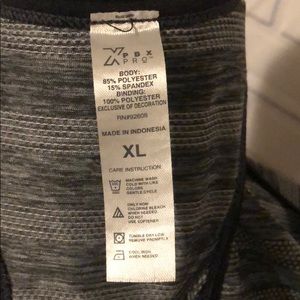 PBX
PRO
BODY:
85% POLYESTER
15% SPANDEX
BINDING:
100% POLYESTER
EXCLUSIVE OF DECORATION
RN#92608
MADE IN INDONESIA
XL
CARE INSTRUCTION
MACHINE WASH
COLD WITH LIKE
COLORS
GENTLE CYCLE
ONLY NON
CHLORINE BLEACH
WHEN NEEDED.
DO NOT
USE SOFTENER
TUMBLE DRY LOW
REMOVE PROMPTLY
COOL IRON
WHEN NEEDED